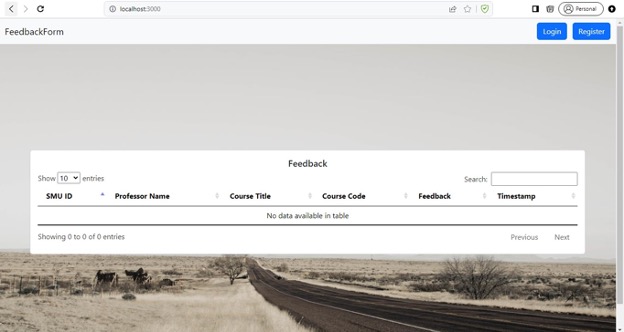 localhost:3000
Personal
FeedbackForm
Login Register
Feedback
Show 10 entries
Search:
SMU ID Professor Name Course Title Course Code Feedback Timestamp
No data available in table
Showing 0 to 0 of 0 entries
Previous Next